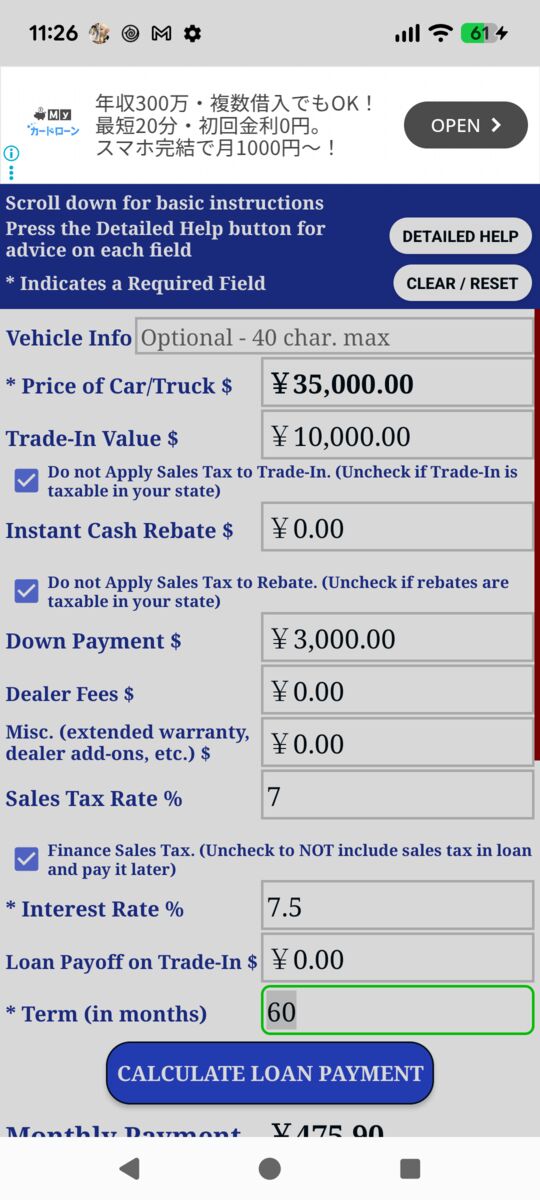 11:26
61
My
カードローン
年収300万・複数借入でもOK！
最短20分・初回金利0円。
スマホ完結で月1000円〜！
OPEN
Scroll down for basic instructions
Press the Detailed Help button for
advice on each field
DETAILED HELP
* Indicates a Required Field
CLEAR / RESET
Vehicle Info Optional - 40 char. max
* Price of Car/Truck $ ¥35,000.00
Trade-In Value $ ¥10,000.00
Do not Apply Sales Tax to Trade-In. (Uncheck if Trade-In is
taxable in your state)
Instant Cash Rebate $ ¥0.00
Do not Apply Sales Tax to Rebate. (Uncheck if rebates are
taxable in your state)
Down Payment $ ¥3,000.00
Dealer Fees $ ¥0.00
Misc. (extended warranty,
dealer add-ons, etc.) $ ¥0.00
Sales Tax Rate % 7
Finance Sales Tax. (Uncheck to NOT include sales tax in loan
and pay it later)
* Interest Rate % 7.5
Loan Payoff on Trade-In $ ¥0.00
* Term (in months) 60
CALCULATE LOAN PAYMENT
Monthly Payment ¥475.90